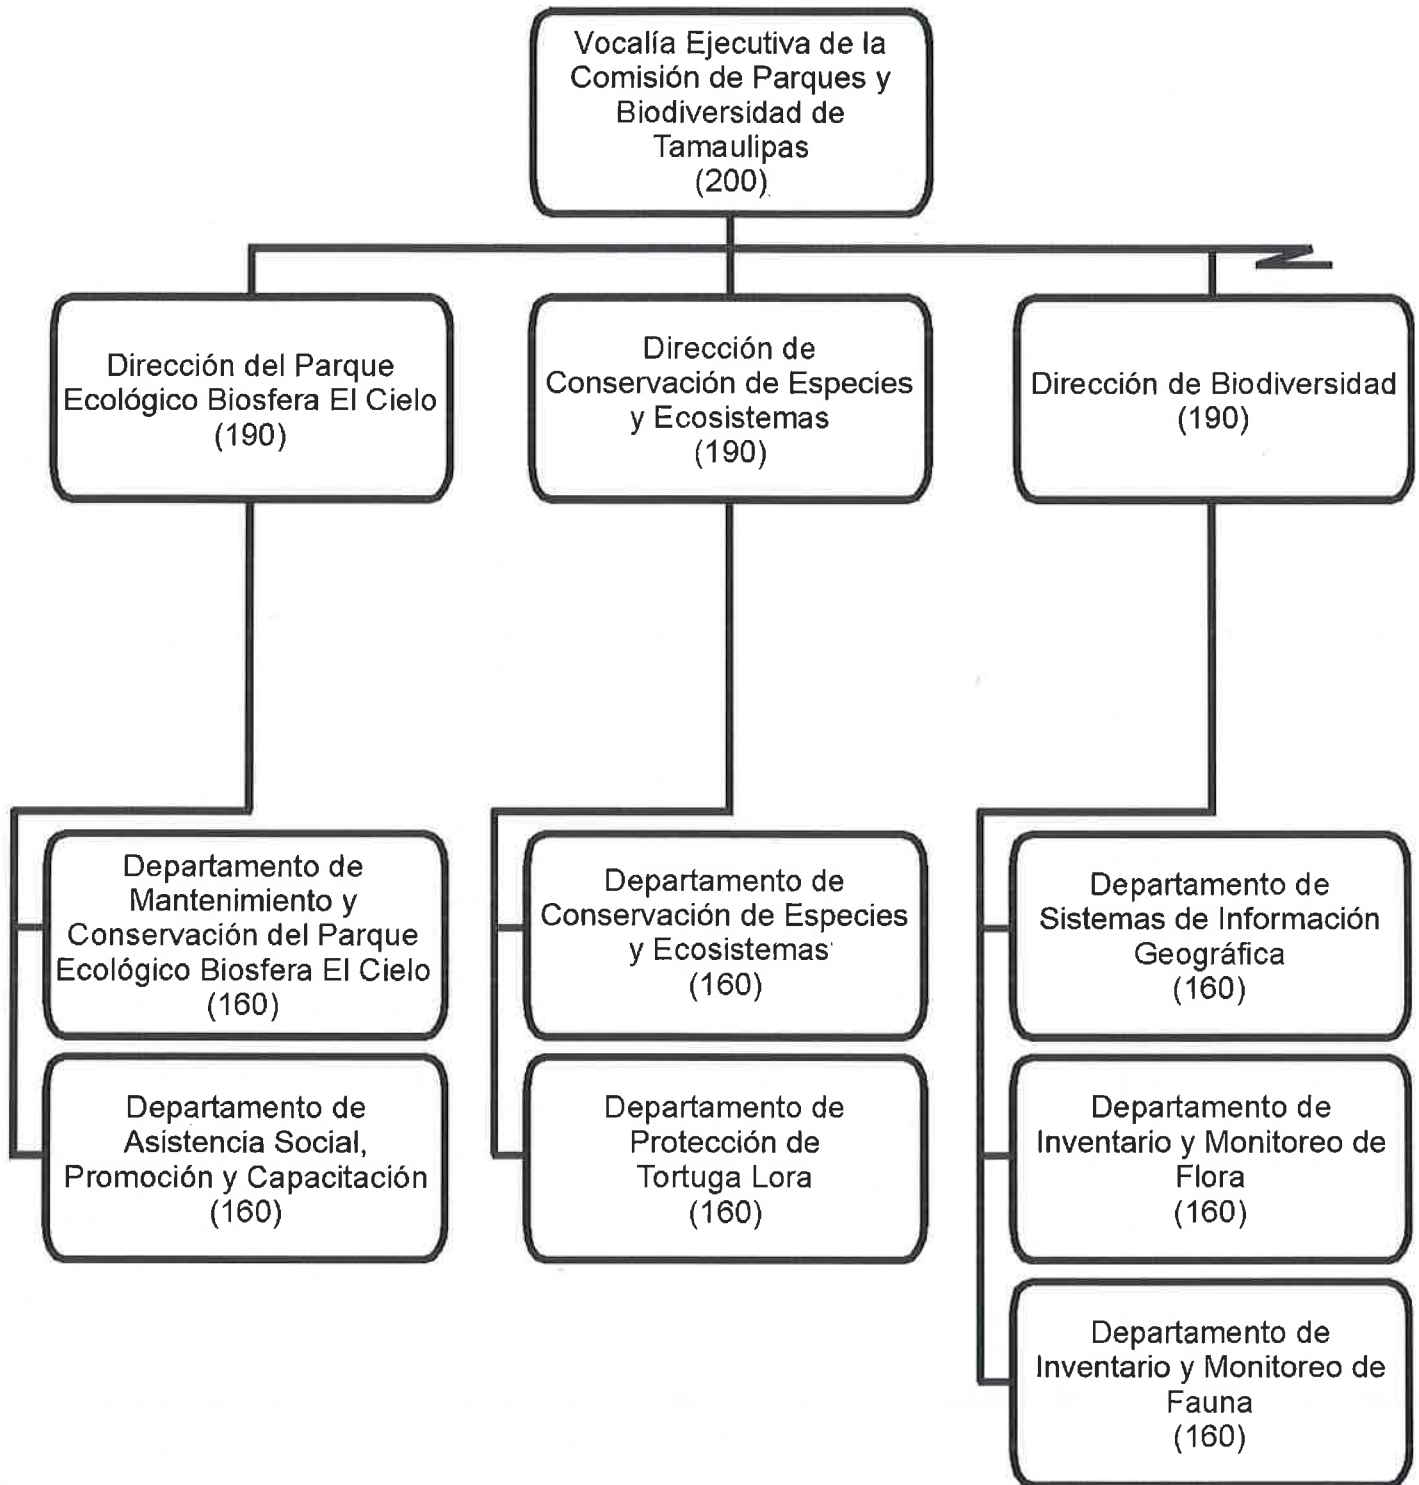 Vocalía Ejecutiva de la
Comisión de Parques y
Biodiversidad de
Tamaulipas
(200)
Dirección del Parque
Ecológico Biosfera El Cielo
(190)
Dirección de
Conservación de Especies
y Ecosistemas
(190)
Dirección de Biodiversidad
(190)
Departamento de
Mantenimiento y
Conservación del Parque
Ecológico Biosfera El Cielo
(160)
Departamento de
Asistencia Social,
Promoción y Capacitación
(160)
Departamento de
Conservación de Especies
y Ecosistemas
(160)
Departamento de
Protección de
Tortuga Lora
(160)
Departamento de
Sistemas de Información
Geográfica
(160)
Departamento de
Inventario y Monitoreo de
Flora
(160)
Departamento de
Inventario y Monitoreo de
Fauna
(160)